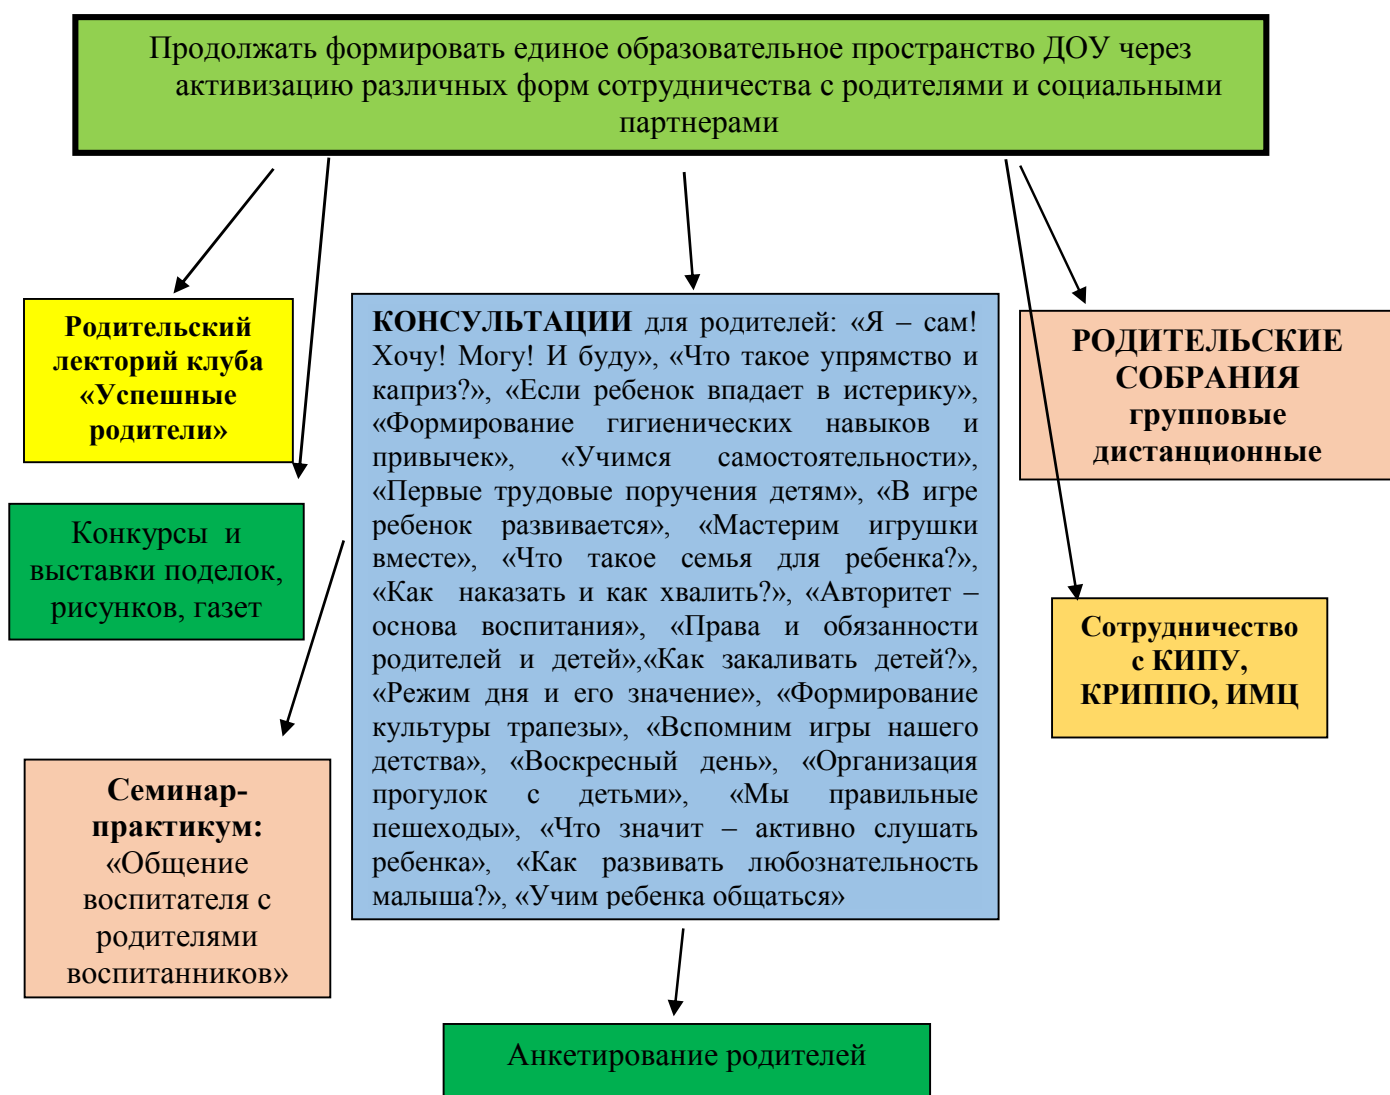 Продолжать формировать единое образовательное пространство ДОУ через
активизацию различных форм сотрудничества с родителями и социальными
партнерами
Родительский
лекторий клуба
«Успешные
родители»
КОНСУЛЬТАЦИИ для родителей: «Я – сам!
Хочу! Могу! И буду», «Что такое упрямство и
каприз?», «Если ребенок впадает в истерику»,
«Формирование гигиенических навыков и
привычек», «Учимся самостоятельности»,
«Первые трудовые поручения детям», «В игре
ребенок развивается», «Мастерим игрушки
вместе», «Что такое семья для ребенка?»,
«Как наказать и как хвалить?», «Авторитет –
основа воспитания», «Права и обязанности
родителей и детей»,«Как закаливать детей?»,
«Режим дня и его значение», «Формирование
культуры трапезы», «Вспомним игры нашего
детства», «Воскресный день», «Организация
прогулок с детьми», «Мы правильные
пешеходы», «Что значит – активно слушать
ребенка», «Как развивать любознательность
малыша?», «Учим ребенка общаться»
РОДИТЕЛЬСКИЕ
СОБРАНИЯ
групповые
дистанционные
Конкурсы и
выставки поделок,
рисунков, газет
Сотрудничество
с КИПУ,
КРИППО, ИМЦ
Семинар-
практикум:
«Общение
воспитателя с
родителями
воспитанников»
Анкетирование родителей